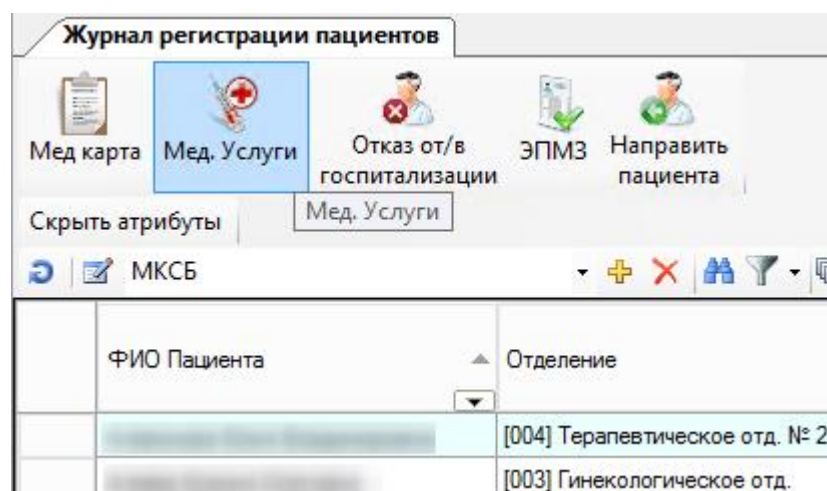 Журнал регистрации пациентов
Мед карта
Мед. Услуги
Отказ от/в
госпитализации
ЭПМЗ
Направить
пациента
Скрыть атрибуты
Мед. Услуги
МКСБ
ФИО Пациента
Отделение
[004] Терапевтическое отд. № 2
[003] Гинекологическое отд.